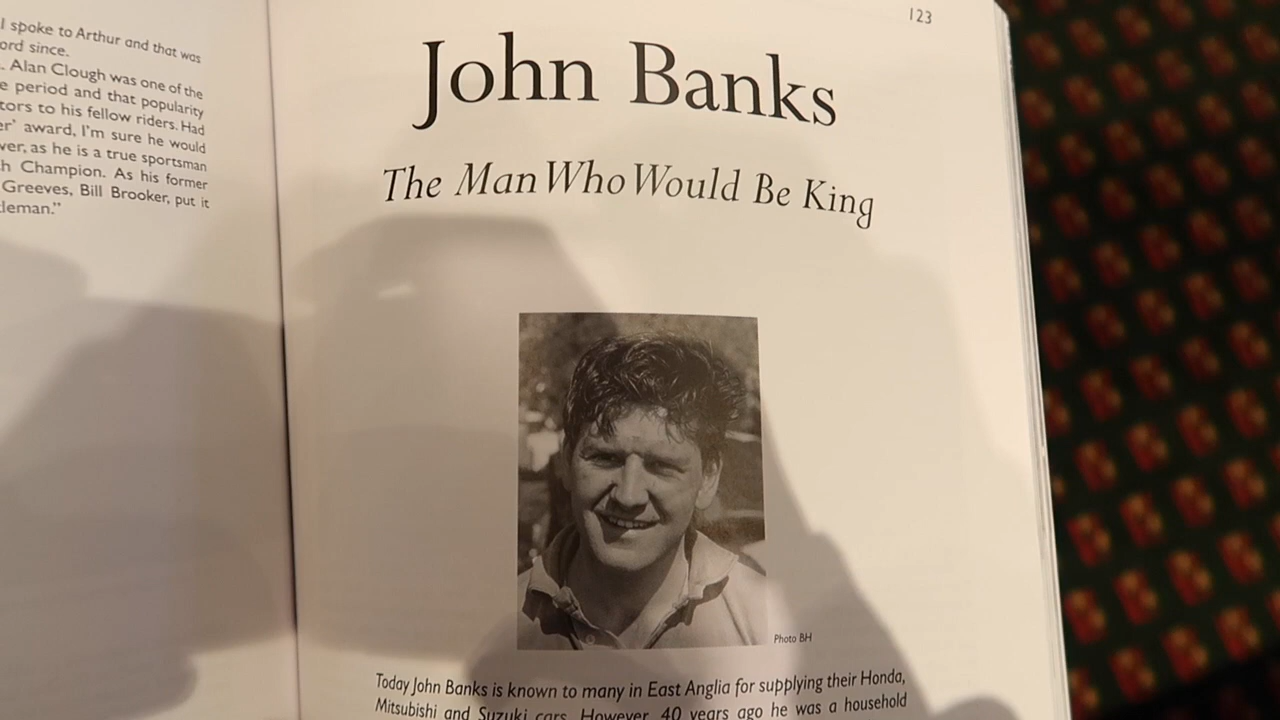 I spoke to Arthur and that was
ord since.
. Alan Clough was one of the
e period and that popularity
tors to his fellow riders. Had
er' award, I'm sure he would
ver, as he is a true sportsman
h Champion. As his former
Greeves, Bill Brooker, put it
leman."
123
John Banks
The Man Who Would Be King
Photo BH
Today John Banks is known to many in East Anglia for supplying their Honda,
Mitsubishi and Suzuki cars. However, 40 years ago he was a household